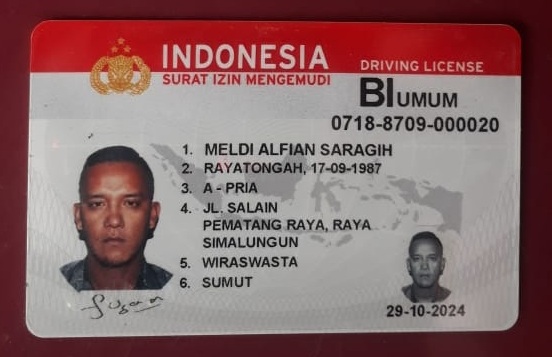 INDONESIA
SURAT IZIN MENGEMUDI
DRIVING LICENSE
BI UMUM
0718-8709-000020
1. MELDI ALFIAN SARAGIH
2. RAYATONGAH, 17-09-1987
3. A - PRIA
4. JL. SALAIN
PEMATANG RAYA, RAYA
SIMALUNGUN
5. WIRASWASTA
6. SUMUT
29-10-2024